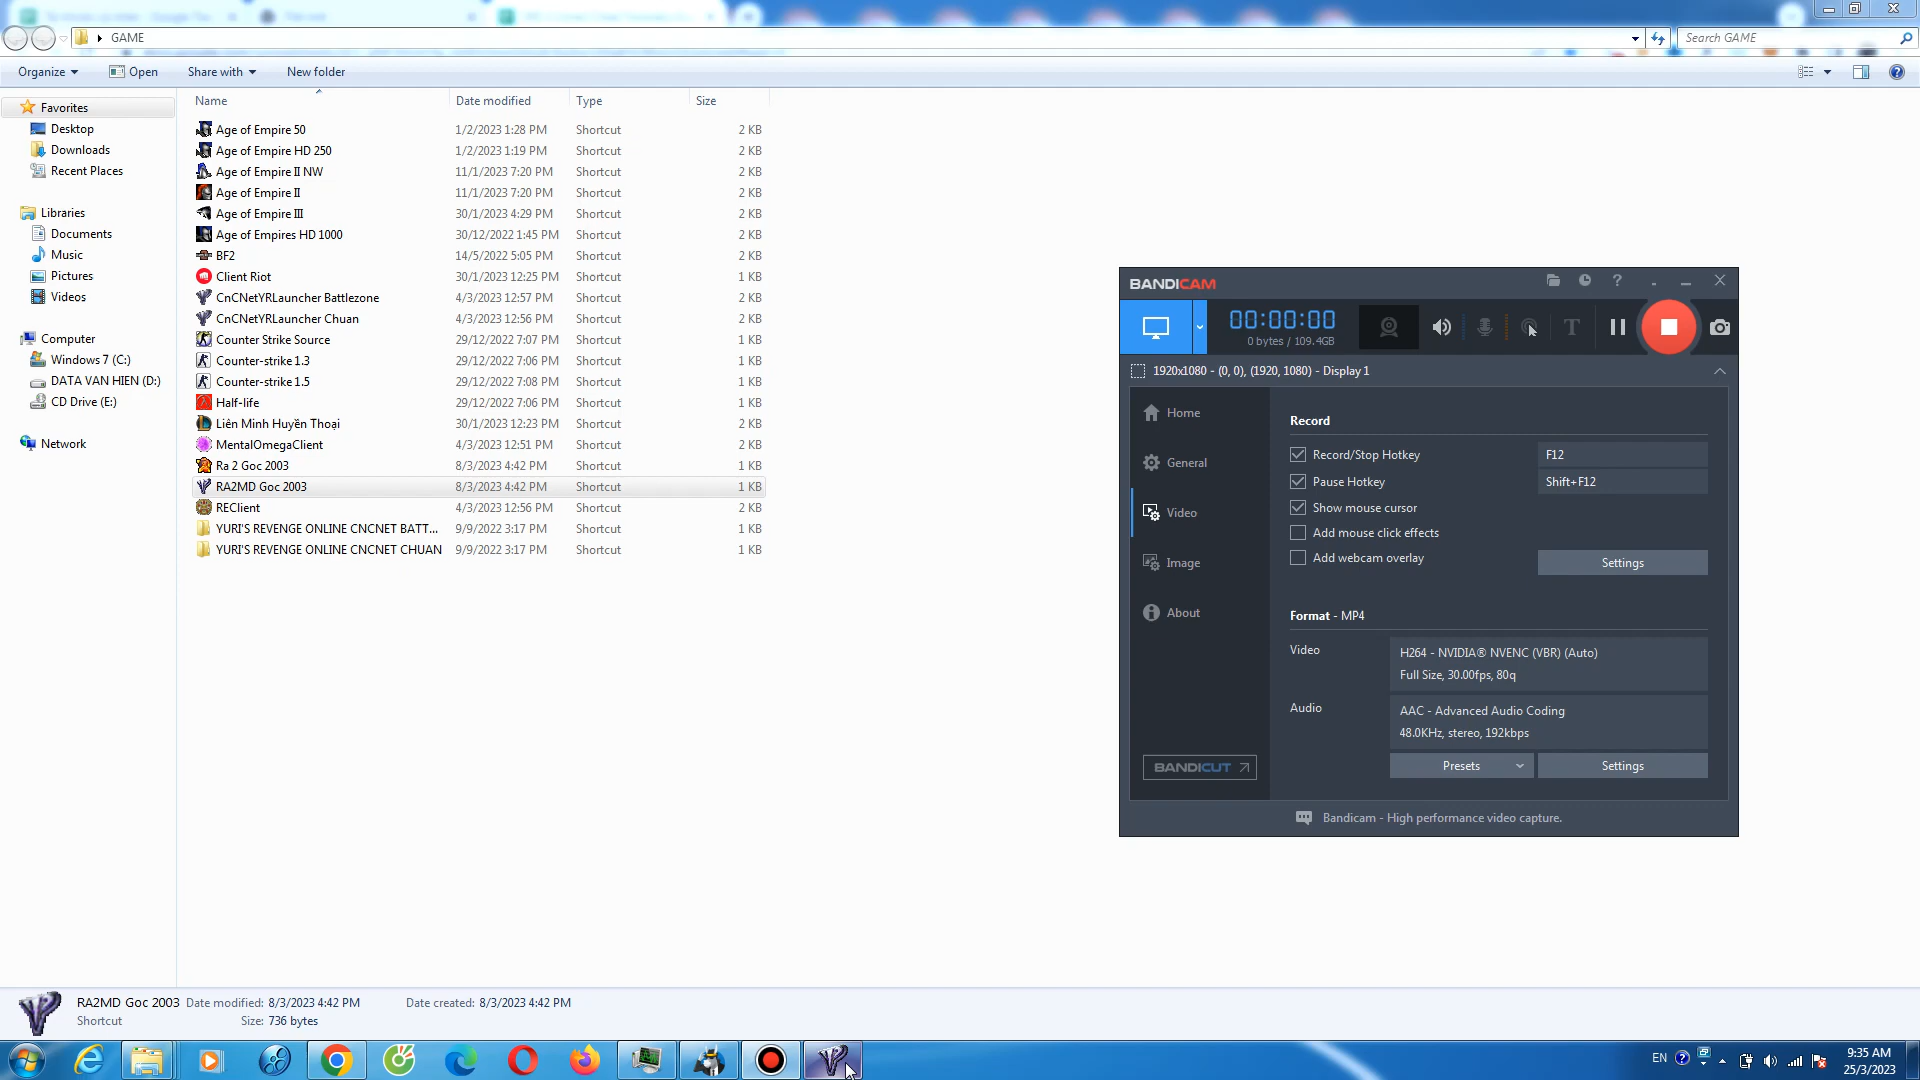 GAME
Search GAME
Organize
Open
Share with
New folder
Name
Date modified
Type
Size
Favorites
Desktop
Downloads
Recent Places
Libraries
Documents
Music
Pictures
Videos
Computer
Windows 7 (C:)
DATA VAN HIEN (D:)
CD Drive (E:)
Network
Age of Empire 50 1/2/2023 1:28 PM Shortcut 2 KB
Age of Empire HD 250 1/2/2023 1:19 PM Shortcut 2 KB
Age of Empire II NW 11/1/2023 7:20 PM Shortcut 2 KB
Age of Empire II 11/1/2023 7:20 PM Shortcut 2 KB
Age of Empire III 30/1/2023 4:29 PM Shortcut 2 KB
Age of Empires HD 1000 30/12/2022 1:45 PM Shortcut 2 KB
BF2 14/5/2022 5:05 PM Shortcut 2 KB
Client Riot 30/1/2023 12:25 PM Shortcut 1 KB
CnCNetYRLauncher Battlezone 4/3/2023 12:57 PM Shortcut 2 KB
CnCNetYRLauncher Chuan 4/3/2023 12:56 PM Shortcut 2 KB
Counter Strike Source 29/12/2022 7:07 PM Shortcut 2 KB
Counter-strike 1.3 29/12/2022 7:06 PM Shortcut 2 KB
Counter-strike 1.5 29/12/2022 7:08 PM Shortcut 2 KB
Half-life 29/12/2022 7:06 PM Shortcut 2 KB
Liên Minh Huyền Thoại 30/1/2023 12:23 PM Shortcut 2 KB
MentalOmegaClient 4/3/2023 12:51 PM Shortcut 2 KB
Ra 2 Goc 2003 8/3/2023 4:42 PM Shortcut 1 KB
RA2MD Goc 2003 8/3/2023 4:42 PM Shortcut 1 KB
REClient 4/3/2023 12:56 PM Shortcut 2 KB
YURI'S REVENGE ONLINE CNCNET BATT... 9/9/2022 3:17 PM Shortcut 1 KB
YURI'S REVENGE ONLINE CNCNET CHUAN 9/9/2022 3:17 PM Shortcut 1 KB
BANDICAM
00:00:00
0 bytes / 109.4GB
1920x1080 - (0, 0), (1920, 1080) - Display 1
Home
General
Video
Image
About
BANDICUT
Record
Record/Stop Hotkey F12
Pause Hotkey Shift+F12
Show mouse cursor
Add mouse click effects
Add webcam overlay
Settings
Format - MP4
Video
H264 - NVIDIA® NVENC (VBR) (Auto)
Full Size, 30.00fps, 80q
Audio
AAC - Advanced Audio Coding
48.0KHz, stereo, 192kbps
Presets
Settings
Bandicam - High performance video capture.
RA2MD Goc 2003 Date modified: 8/3/2023 4:42 PM Date created: 8/3/2023 4:42 PM
Shortcut Size: 736 bytes
EN
9:35 AM
25/3/2023